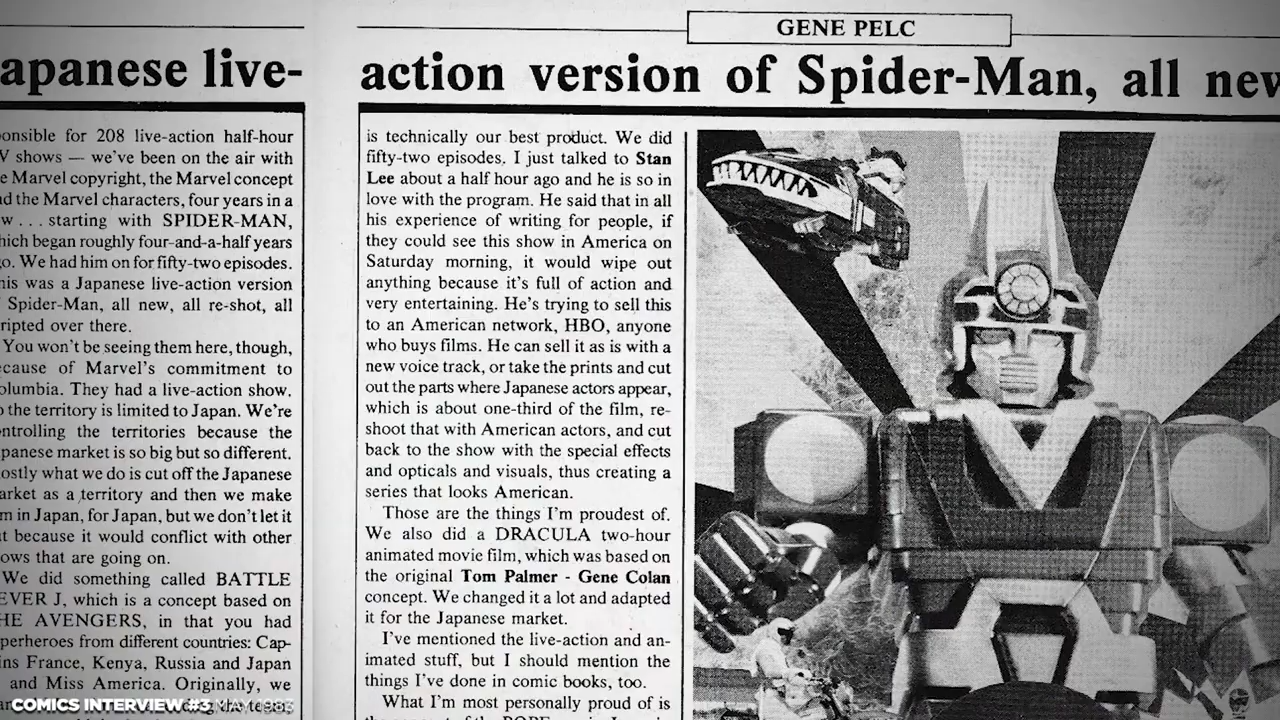 GENE PELC
apanese live-
action version of Spider-Man, all new
onsible for 208 live-action half-hour
V shows — we've been on the air with
e Marvel copyright, the Marvel concept
nd the Marvel characters, four years in a
w . . . starting with SPIDER-MAN,
hich began roughly four-and-a-half years
o. We had him on for fifty-two episodes.
his was a Japanese live-action version
Spider-Man, all new, all re-shot, all
ripted over there.
You won't be seeing them here, though,
ecause of Marvel's commitment to
olumbia. They had a live-action show.
o the territory is limited to Japan. We're
ntrolling the territories because the
panese market is so big but so different.
ostly what we do is cut off the Japanese
arket as a territory and then we make
m in Japan, for Japan, but we don't let it
t because it would conflict with other
ows that are going on.
We did something called BATTLE
EVER J, which is a concept based on
HE AVENGERS, in that you had
perheroes from different countries: Cap-
ins France, Kenya, Russia and Japan
and Miss America. Originally, we
is technically our best product. We did
fifty-two episodes. I just talked to Stan
Lee about a half hour ago and he is so in
love with the program. He said that in all
his experience of writing for people, if
they could see this show in America on
Saturday morning, it would wipe out
anything because it's full of action and
very entertaining. He's trying to sell this
to an American network, HBO, anyone
who buys films. He can sell it as is with a
new voice track, or take the prints and cut
out the parts where Japanese actors appear,
which is about one-third of the film, re-
shoot that with American actors, and cut
back to the show with the special effects
and opticals and visuals, thus creating a
series that looks American.
Those are the things I'm proudest of.
We also did a DRACULA two-hour
animated movie film, which was based on
the original Tom Palmer - Gene Colan
concept. We changed it a lot and adapted
it for the Japanese market.
I've mentioned the live-action and an-
imated stuff, but I should mention the
things I've done in comic books, too.
What I'm most personally proud of is
COMICS INTERVIEW #3, MAY 1983